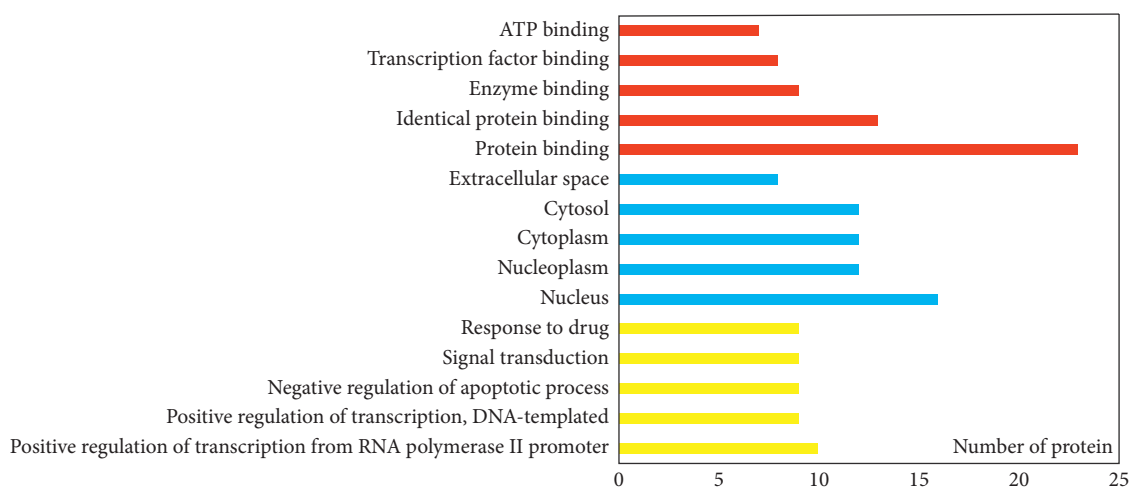 ATP binding
Transcription factor binding
Enzyme binding
Identical protein binding
Protein binding
Extracellular space
Cytosol
Cytoplasm
Nucleoplasm
Nucleus
Response to drug
Signal transduction
Negative regulation of apoptotic process
Positive regulation of transcription, DNA-templated
Positive regulation of transcription from RNA polymerase II promoter
Number of protein
0 5 10 15 20 25